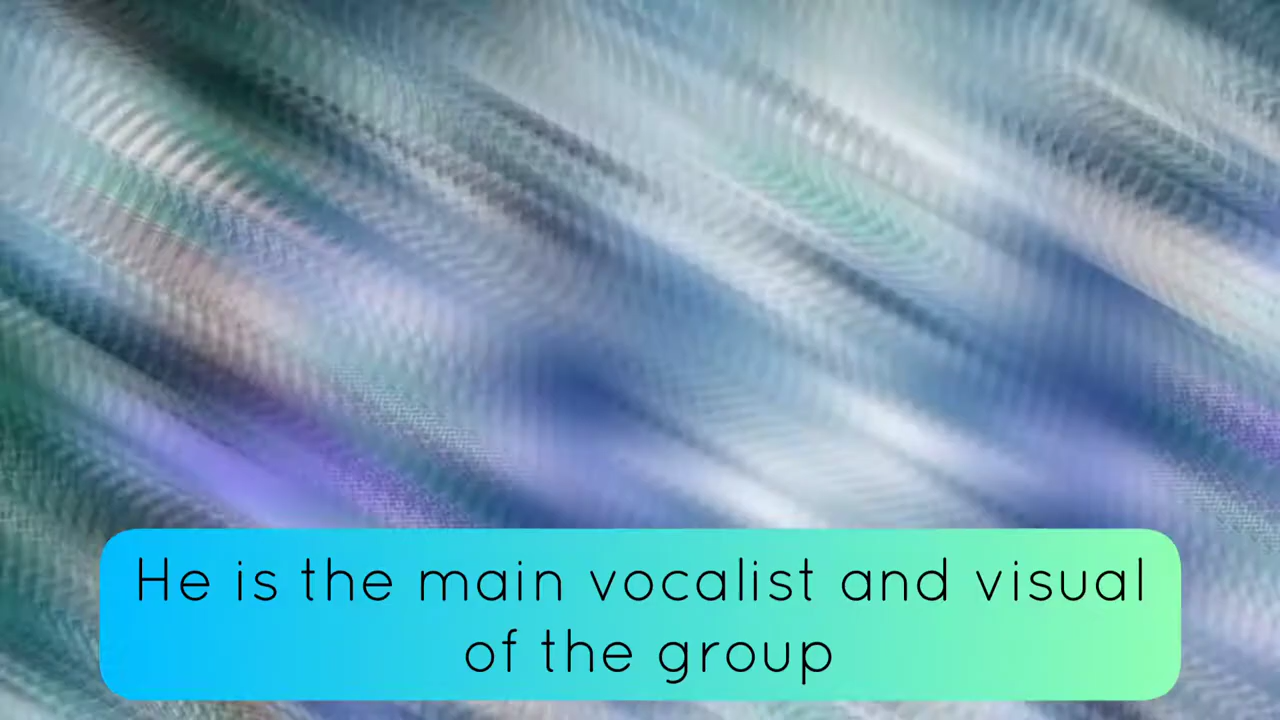 He is the main vocalist and visual
of the group